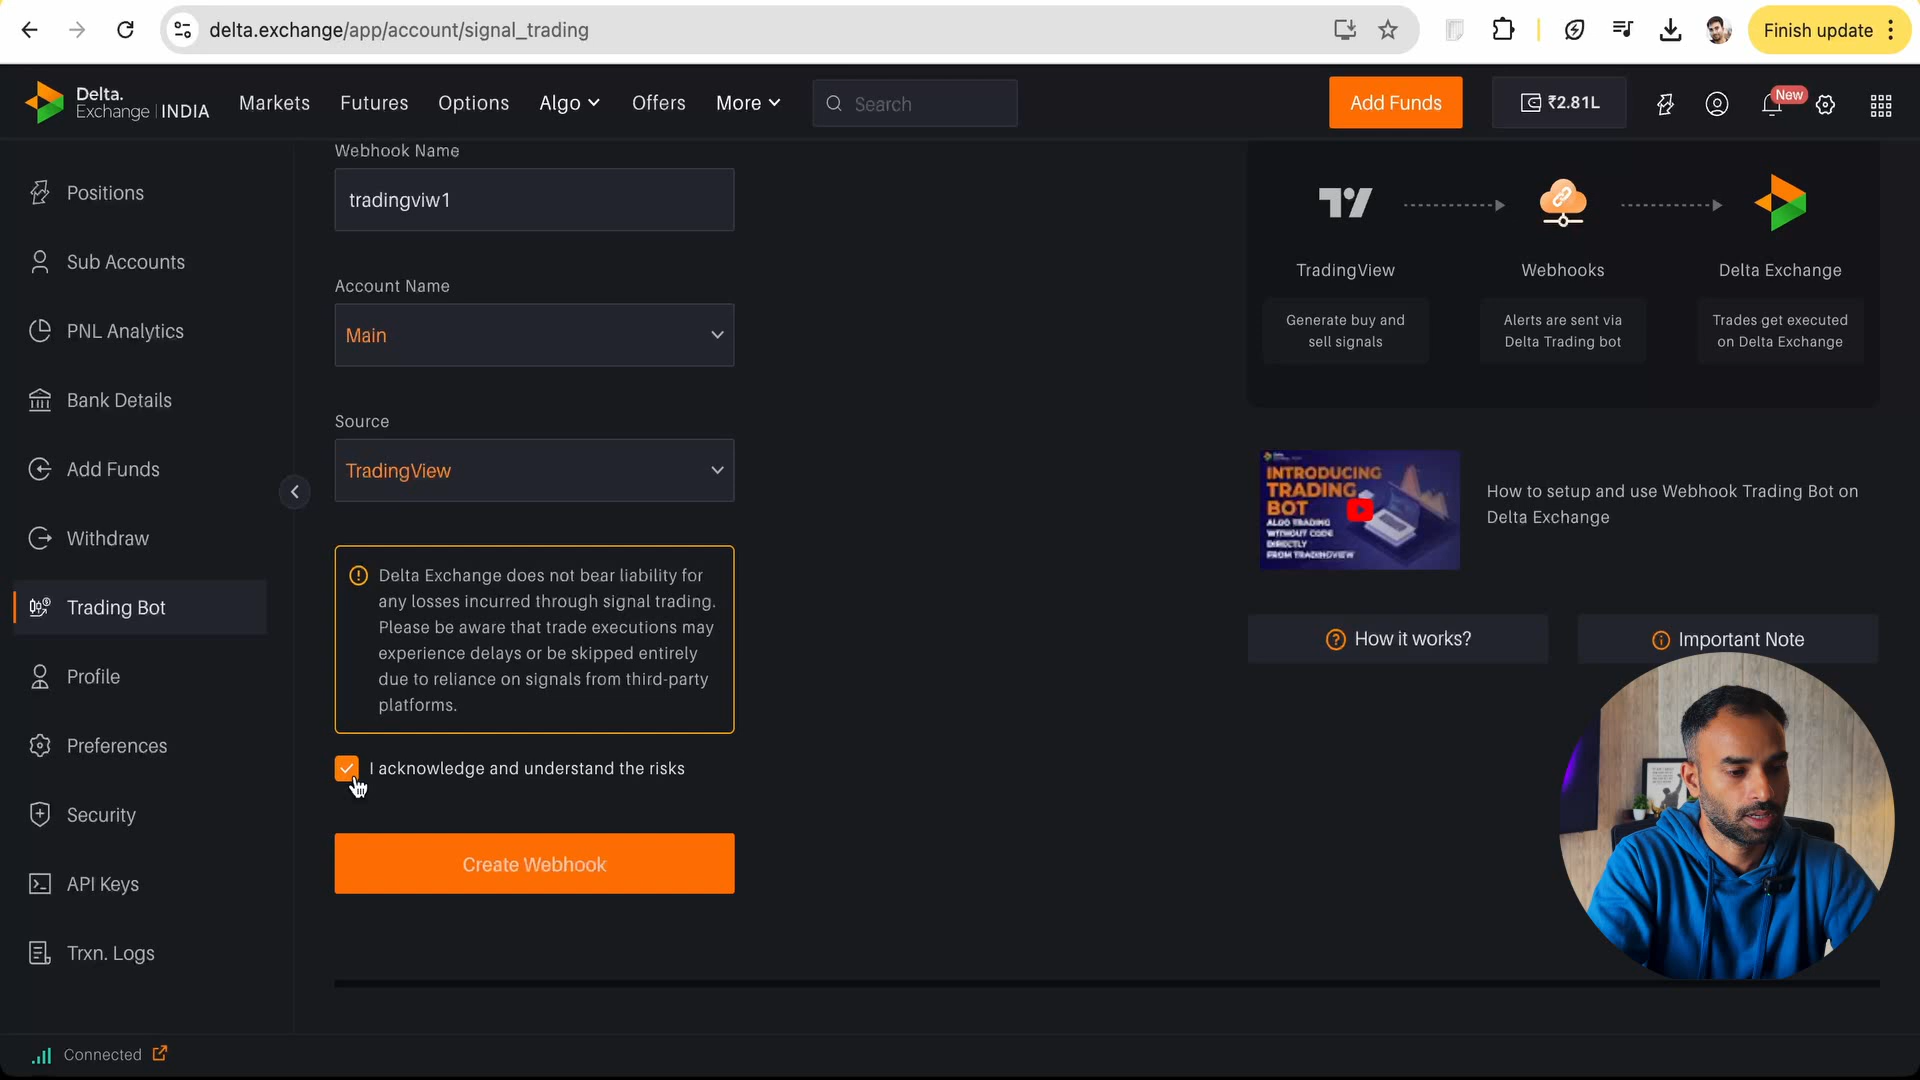 delta.exchange/app/account/signal_trading
Finish update
Delta.
Exchange | INDIA
Markets
Futures
Options
Algo
Offers
More
Search
Add Funds
₹2.81L
New
Positions
Sub Accounts
PNL Analytics
Bank Details
Add Funds
Withdraw
Trading Bot
Profile
Preferences
Security
API Keys
Trxn. Logs
Connected
Webhook Name
tradingviw1
Account Name
Main
Source
TradingView
Delta Exchange does not bear liability for
any losses incurred through signal trading.
Please be aware that trade executions may
experience delays or be skipped entirely
due to reliance on signals from third-party
platforms.
I acknowledge and understand the risks
Create Webhook
TradingView
Webhooks
Delta Exchange
Generate buy and
sell signals
Alerts are sent via
Delta Trading bot
Trades get executed
on Delta Exchange
INTRODUCING
TRADING
BOT
ALGO TRADING
WITHOUT CODE
DIRECTLY
FROM TRADINGVIEW
How to setup and use Webhook Trading Bot on
Delta Exchange
How it works?
Important Note